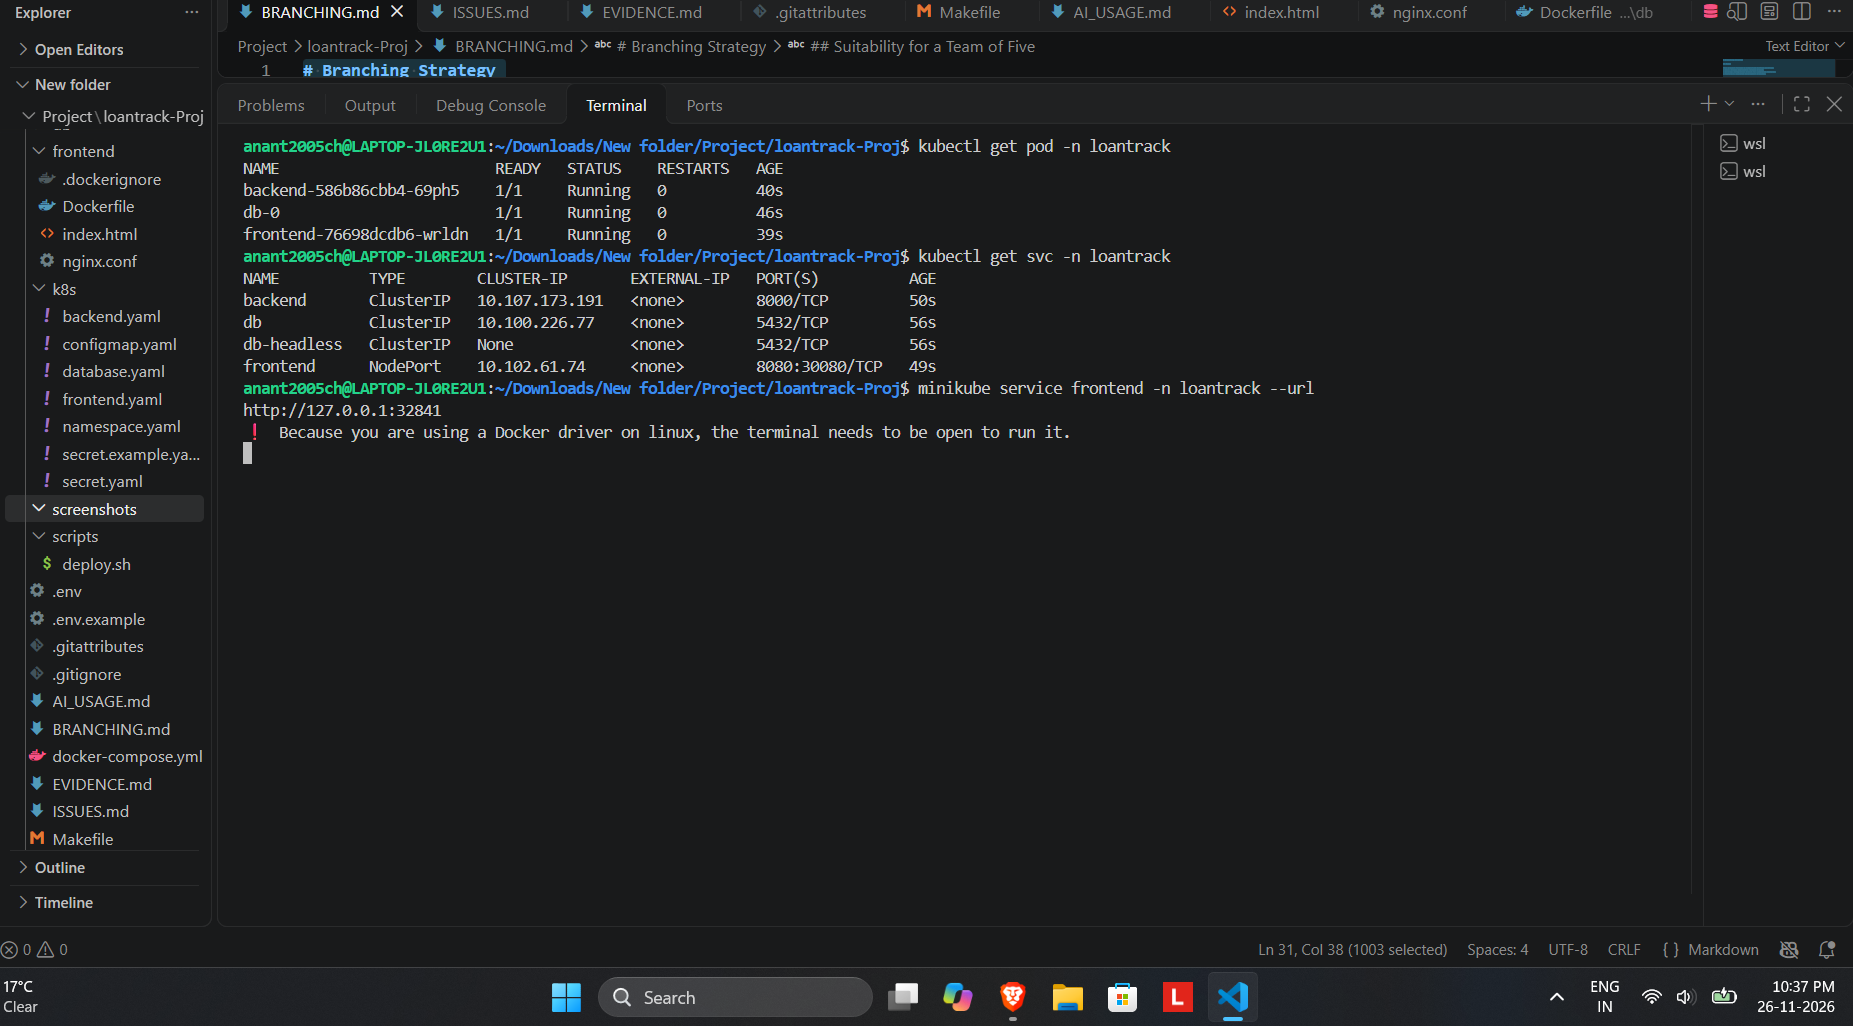 Explorer
Open Editors
New folder
Project\loantrack-Proj
frontend
.dockerignore
Dockerfile
index.html
nginx.conf
k8s
backend.yaml
configmap.yaml
database.yaml
frontend.yaml
namespace.yaml
secret.example.ya...
secret.yaml
screenshots
scripts
deploy.sh
.env
.env.example
.gitattributes
.gitignore
AI_USAGE.md
BRANCHING.md
docker-compose.yml
EVIDENCE.md
ISSUES.md
Makefile
Outline
Timeline
BRANCHING.md ISSUES.md EVIDENCE.md .gitattributes Makefile AI_USAGE.md index.html nginx.conf Dockerfile ...\db
Project > loantrack-Proj > BRANCHING.md > abc # Branching Strategy > abc ## Suitability for a Team of Five Text Editor
1 # Branching Strategy
Problems Output Debug Console Terminal Ports
anant2005ch@LAPTOP-JL0RE2U1:~/Downloads/New folder/Project/loantrack-Proj$ kubectl get pod -n loantrack
NAME READY STATUS RESTARTS AGE
backend-586b86cbb4-69ph5 1/1 Running 0 40s
db-0 1/1 Running 0 46s
frontend-76698dcdb6-wrldn 1/1 Running 0 39s
anant2005ch@LAPTOP-JL0RE2U1:~/Downloads/New folder/Project/loantrack-Proj$ kubectl get svc -n loantrack
NAME TYPE CLUSTER-IP EXTERNAL-IP PORT(S) AGE
backend ClusterIP 10.107.173.191 <none> 8000/TCP 50s
db ClusterIP 10.100.226.77 <none> 5432/TCP 56s
db-headless ClusterIP None <none> 5432/TCP 56s
frontend NodePort 10.102.61.74 <none> 8080:30080/TCP 49s
anant2005ch@LAPTOP-JL0RE2U1:~/Downloads/New folder/Project/loantrack-Proj$ minikube service frontend -n loantrack --url
http://127.0.0.1:32841
! Because you are using a Docker driver on linux, the terminal needs to be open to run it.
wsl
wsl
0 0
Ln 31, Col 38 (1003 selected) Spaces: 4 UTF-8 CRLF { } Markdown
17°C
Clear
Search
L
ENG
IN
10:37 PM
26-11-2026